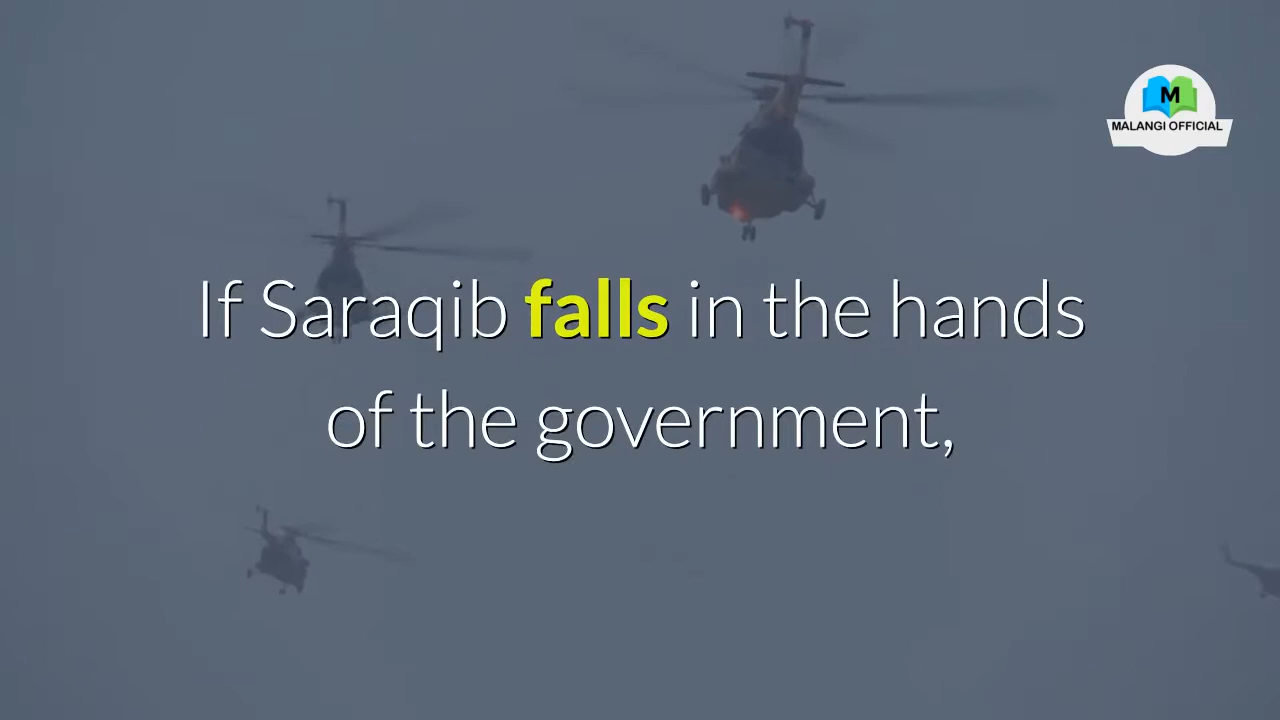 M
MALANGI OFFICIAL
If Saraqib falls in the hands
of the government,